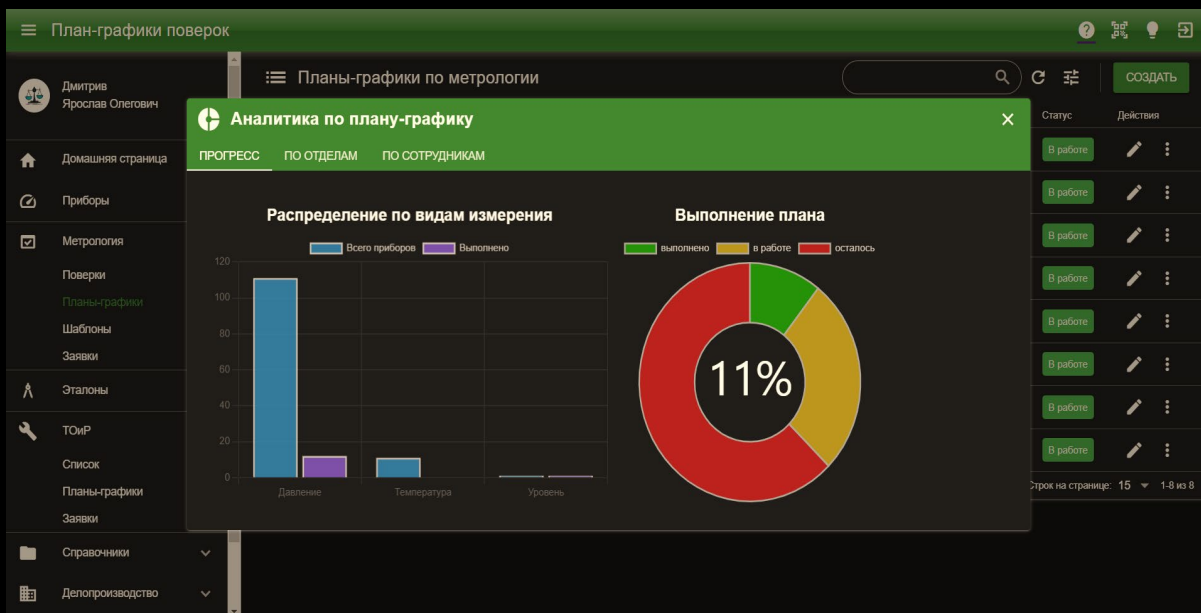 План-графики поверок
Дмитрив
Ярослав Олегович
Домашняя страница
Приборы
Метрология
Поверки
Планы-графики
Шаблоны
Заявки
Эталоны
ТОиР
Список
Планы-графики
Заявки
Справочники
Делопроизводство
Планы-графики по метрологии
СОЗДАТЬ
Аналитика по плану-графику
ПРОГРЕСС ПО ОТДЕЛАМ ПО СОТРУДНИКАМ
Распределение по видам измерения
Всего приборов Выполнено
120
100
80
60
40
20
0
Давление Температура Уровень
Выполнение плана
выполнено в работе осталось
11%
Статус Действия
В работе
В работе
В работе
В работе
В работе
В работе
В работе
В работе
Строк на странице: 15 1-8 из 8